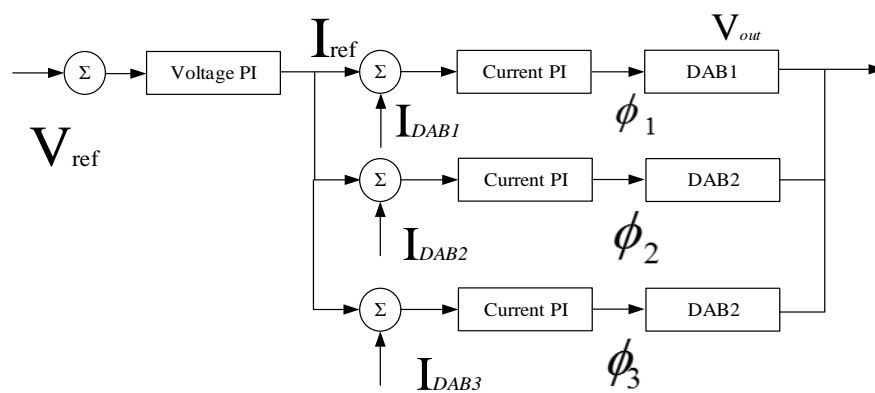 V_out
I_ref
Σ Voltage PI Σ Current PI DAB1
V_ref
I_DAB1
ϕ_1
Σ Current PI DAB2
I_DAB2
ϕ_2
Σ Current PI DAB2
I_DAB3
ϕ_3